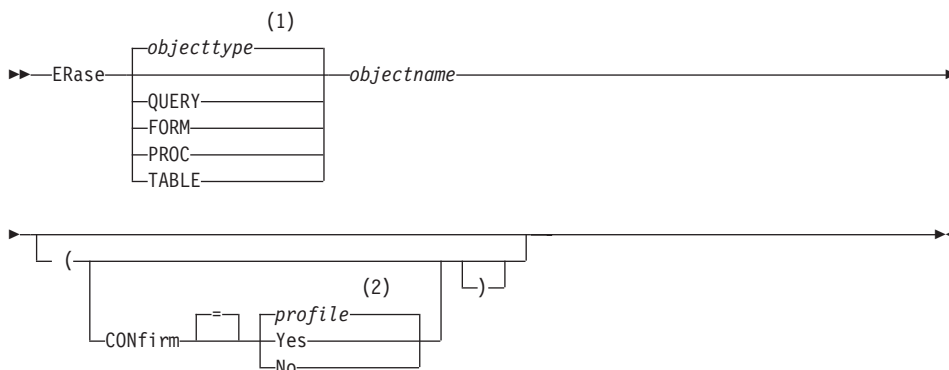 (1)
objecttype
ERase objectname
QUERY
FORM
PROC
TABLE
(
)
(2)
= profile
CONfirm Yes
No